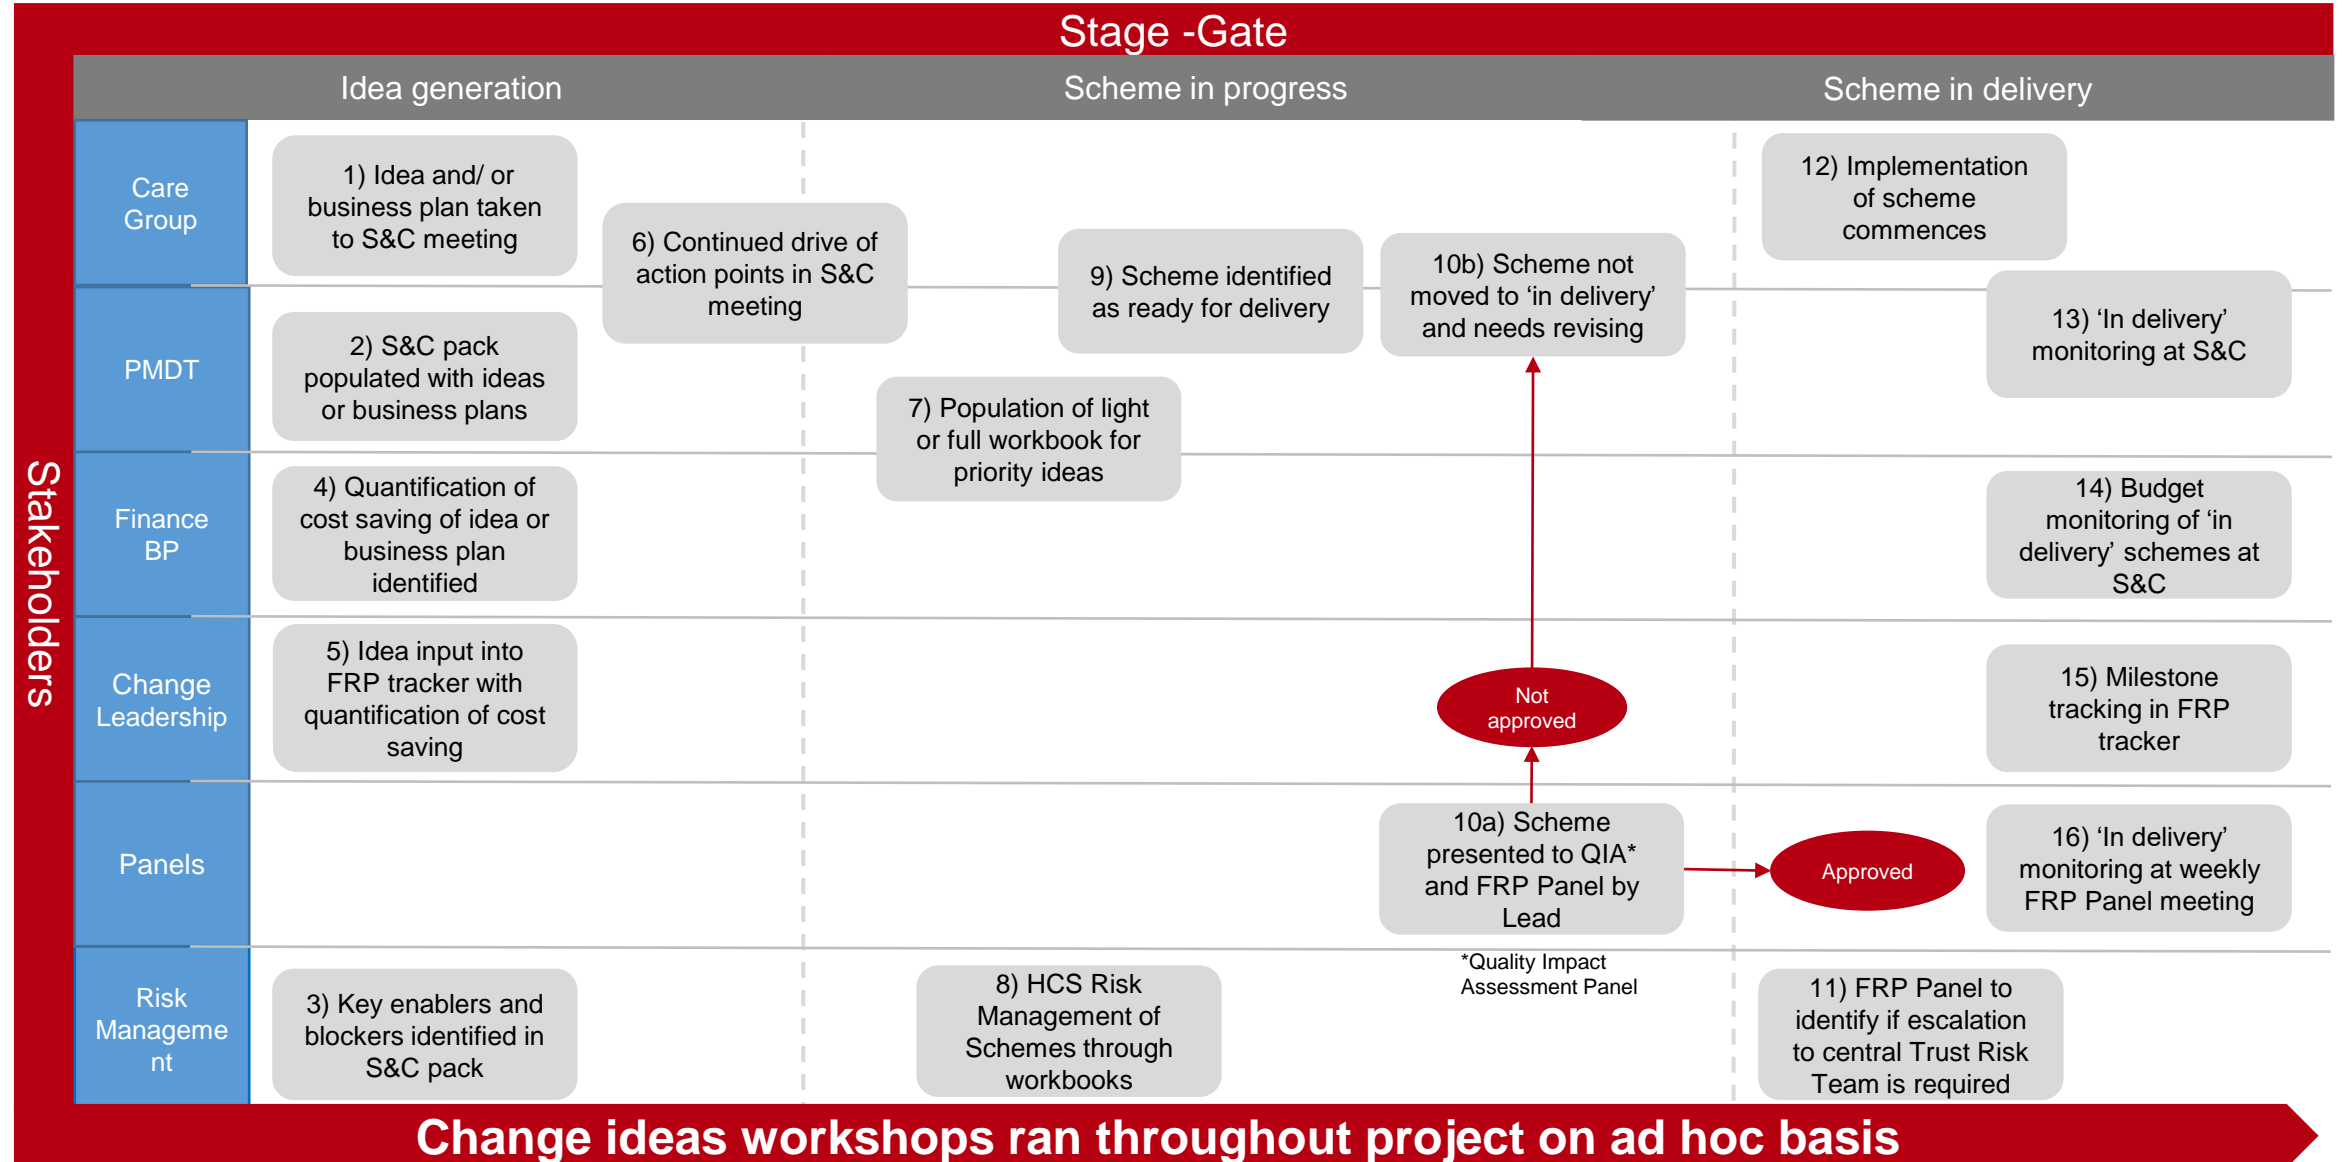 Stage -Gate
Idea generation
Scheme in progress
Scheme in delivery
Stakeholders
Care
Group
1) Idea and/ or
business plan taken
to S&C meeting
6) Continued drive of
action points in S&C
meeting
9) Scheme identified
as ready for delivery
10b) Scheme not
moved to ‘in delivery’
and needs revising
12) Implementation
of scheme
commences
PMDT
2) S&C pack
populated with ideas
or business plans
7) Population of light
or full workbook for
priority ideas
13) ‘In delivery’
monitoring at S&C
Finance
BP
4) Quantification of
cost saving of idea or
business plan
identified
14) Budget
monitoring of ‘in
delivery’ schemes at
S&C
Change
Leadership
5) Idea input into
FRP tracker with
quantification of cost
saving
Not
approved
15) Milestone
tracking in FRP
tracker
Panels
10a) Scheme
presented to QIA*
and FRP Panel by
Lead
Approved
16) ‘In delivery’
monitoring at weekly
FRP Panel meeting
*Quality Impact
Assessment Panel
Risk
Manageme
nt
3) Key enablers and
blockers identified in
S&C pack
8) HCS Risk
Management of
Schemes through
workbooks
11) FRP Panel to
identify if escalation
to central Trust Risk
Team is required
Change ideas workshops ran throughout project on ad hoc basis